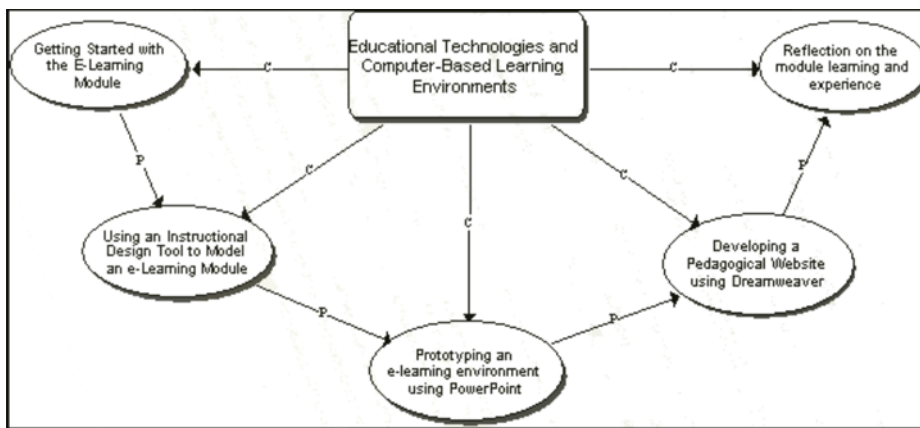 Getting Started with
the E-Learning
Module
Educational Technologies and
Computer-Based Learning
Environments
Reflection on the
module learning and
experience
C
C
P
C
C
C
P
Using an Instructional
Design Tool to Model
an e-Learning Module
Developing a
Pedagogical Website
using Dreamweaver
P
P
Prototyping an
e-learning environment
using PowerPoint